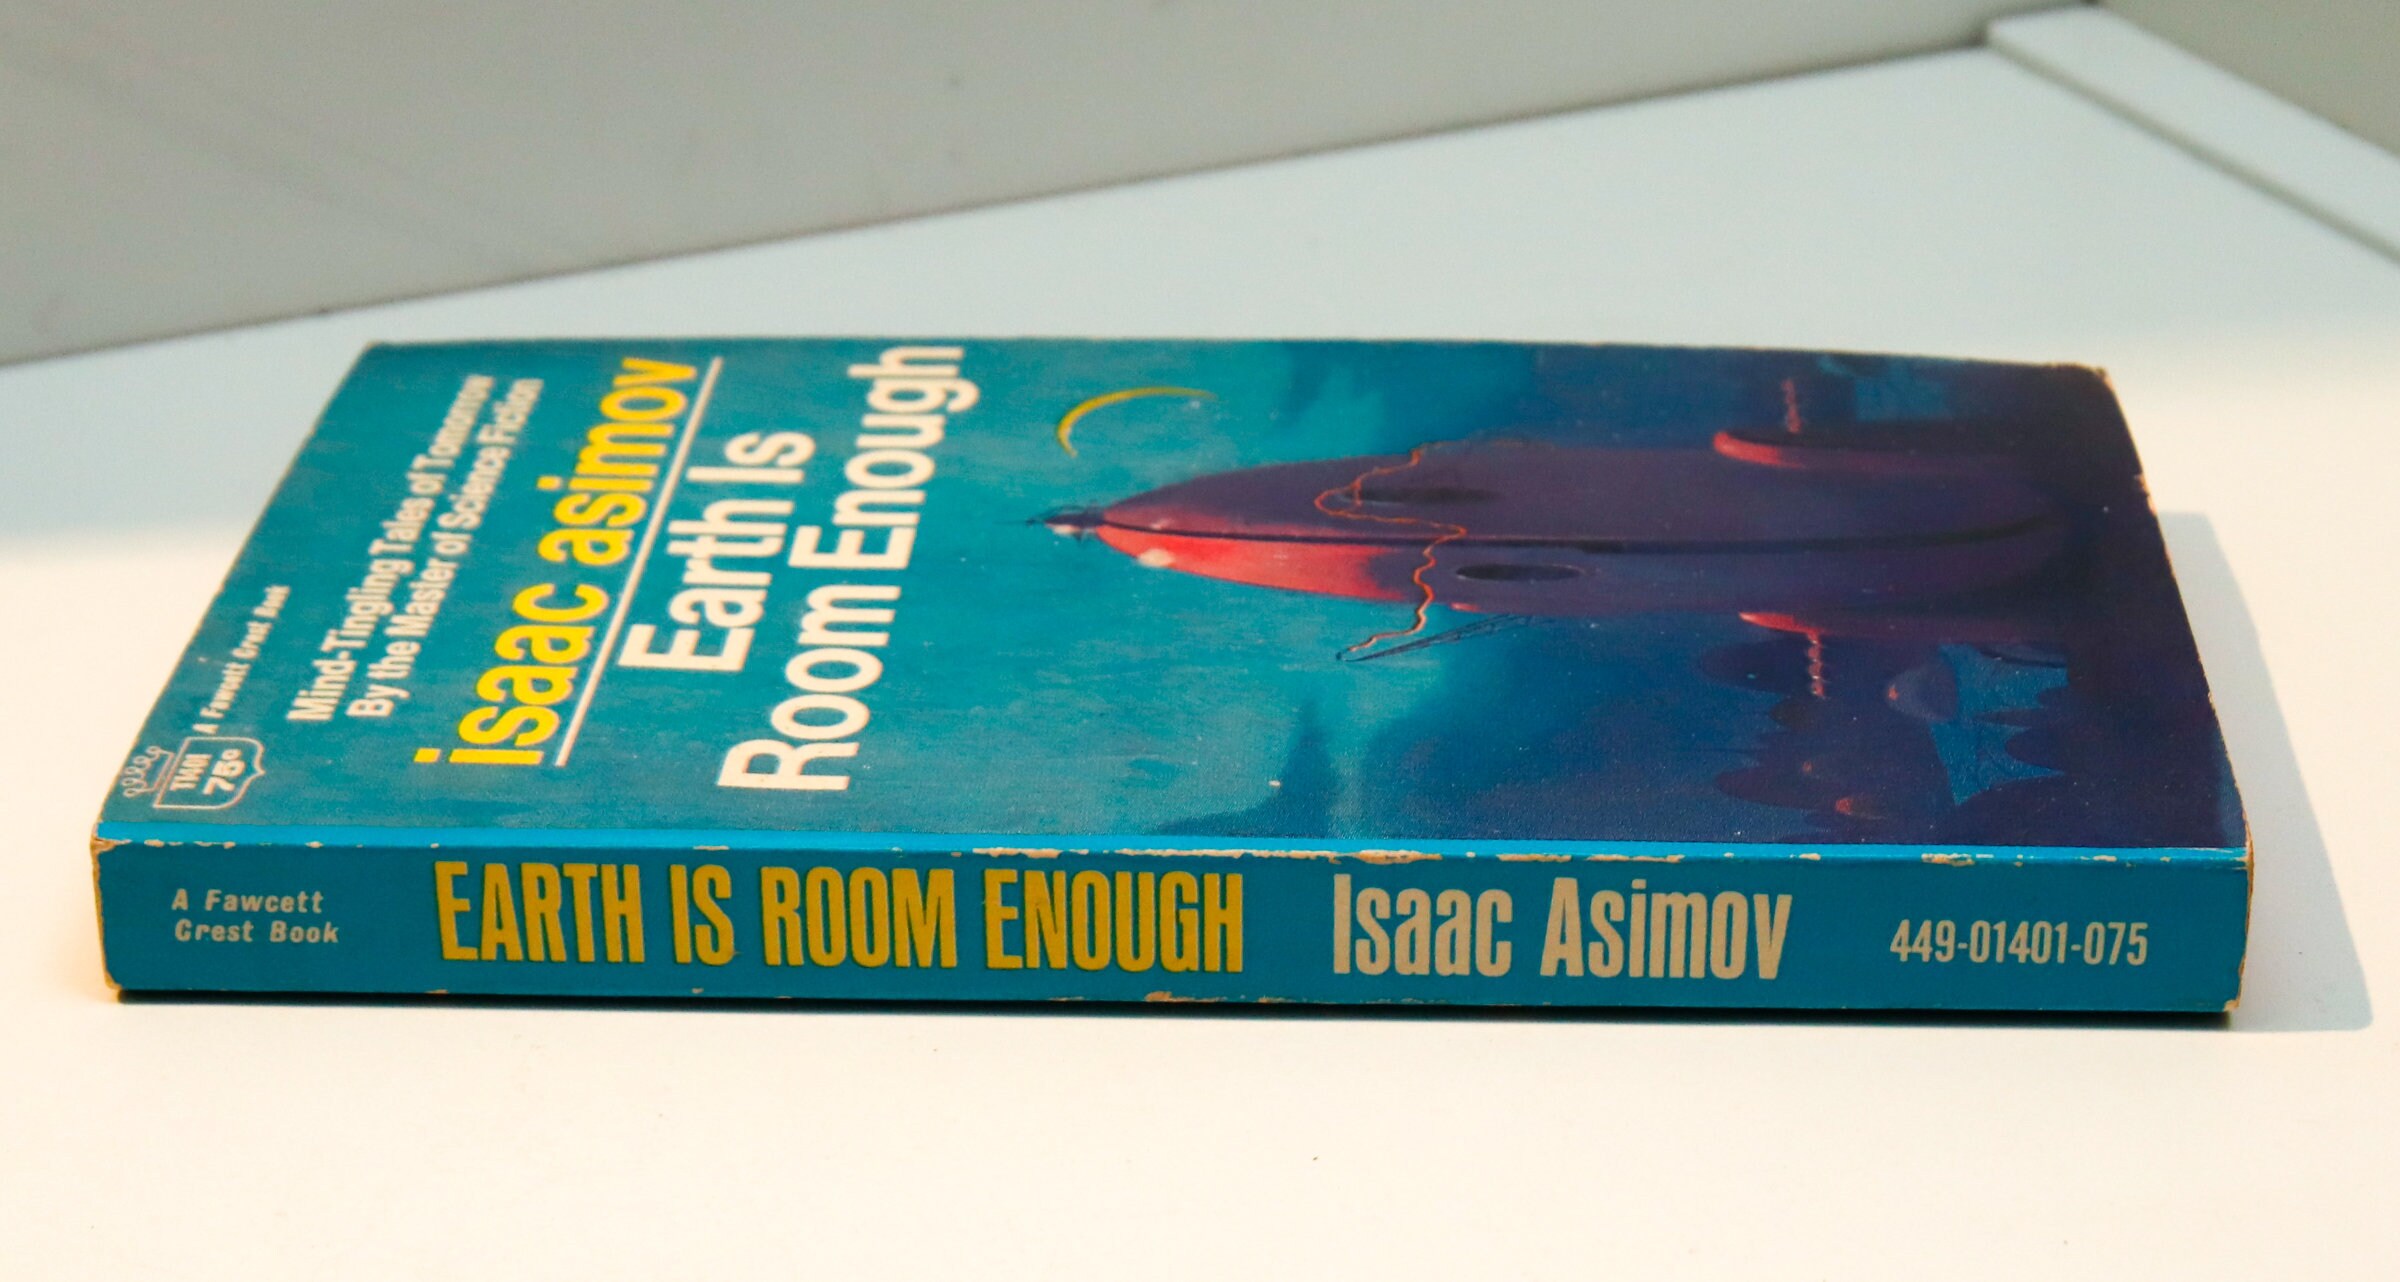 A Fawcett Crest Book
T1401
75¢
Mind-Tingling Tales of Tomorrow
By the Master of Science Fiction
isaac asimov
Earth Is
Room Enough
A Fawcett
Crest Book
EARTH IS ROOM ENOUGH
Isaac Asimov
449-01401-075